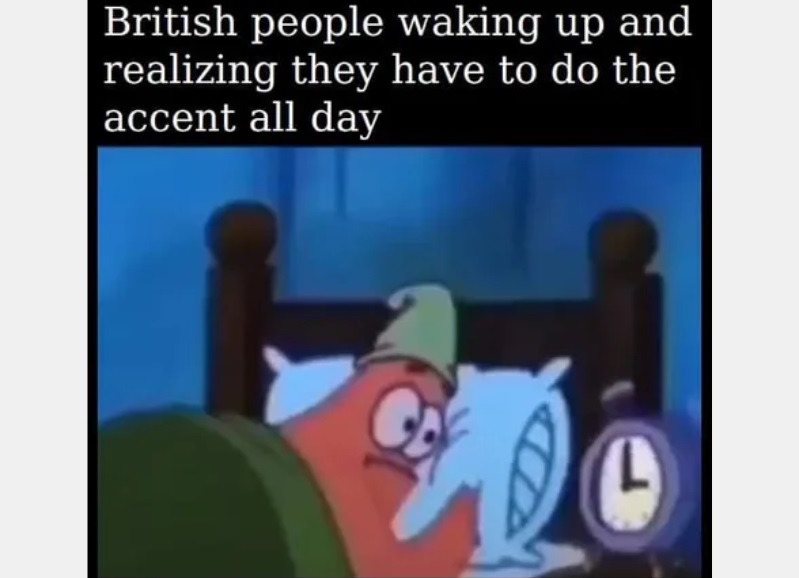 British people waking up and
realizing they have to do the
accent all day